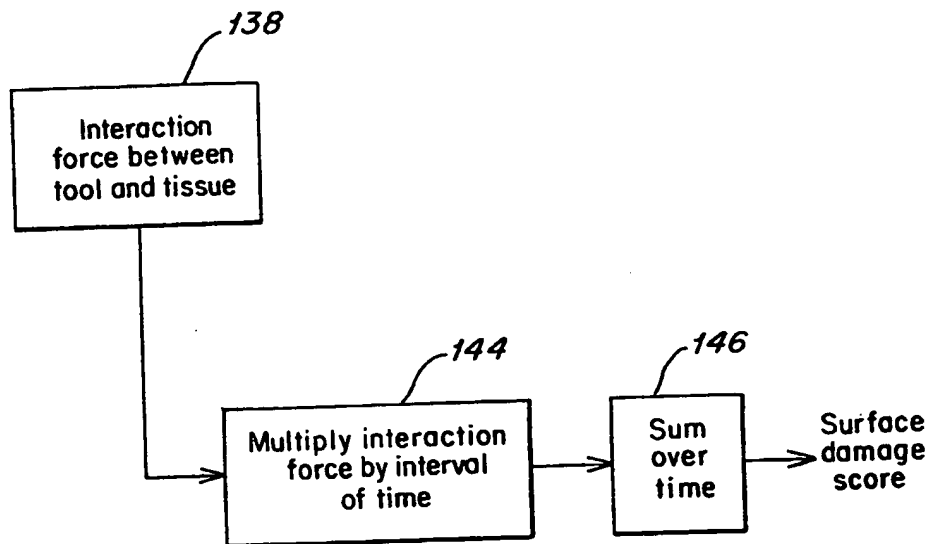 138
Interaction
force between
tool and tissue
144
Multiply interaction
force by interval
of time
146
Sum
over
time
Surface
damage
score